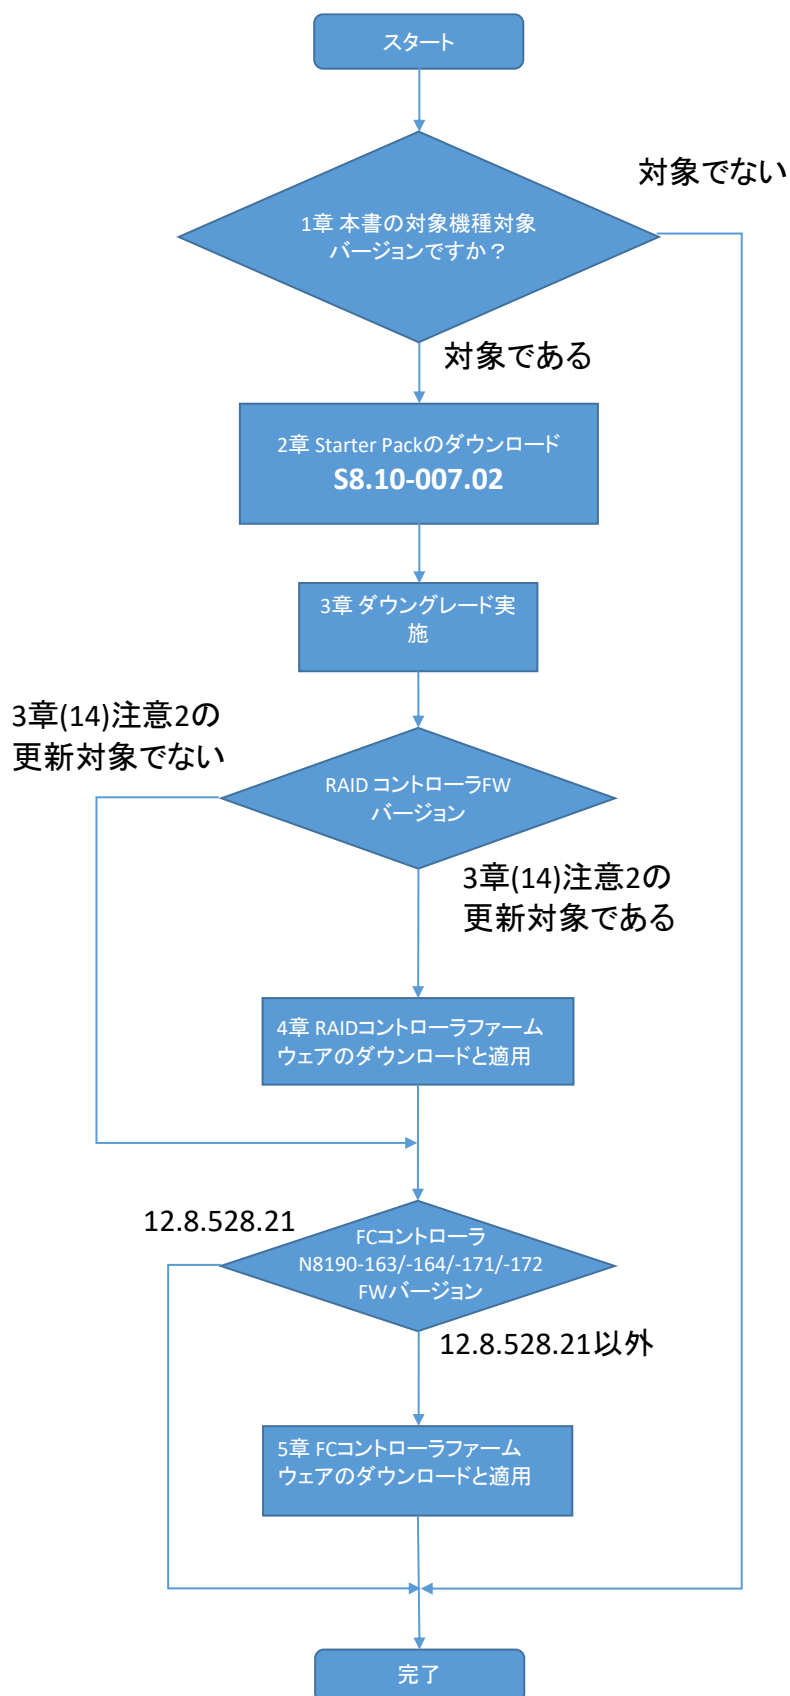 スタート
対象でない
1章 本書の対象機種対象
バージョンですか？
対象である
2章 Starter Packのダウンロード
S8.10-007.02
3章 ダウングレード実
施
3章(14)注意2の
更新対象でない
RAID コントローラFW
バージョン
3章(14)注意2の
更新対象である
4章 RAIDコントローラファーム
ウェアのダウンロードと適用
12.8.528.21
FCコントローラ
N8190-163/-164/-171/-172
FWバージョン
12.8.528.21以外
5章 FCコントローラファーム
ウェアのダウンロードと適用
完了